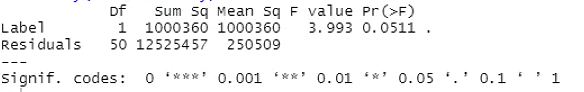 Df Sum Sq Mean Sq F value Pr(>F)
Label 1 1000360 1000360 3.993 0.0511 .
Residuals 50 12525457 250509
---
Signif. codes: 0 ‘***’ 0.001 ‘**’ 0.01 ‘*’ 0.05 ‘.’ 0.1 ‘ ’ 1